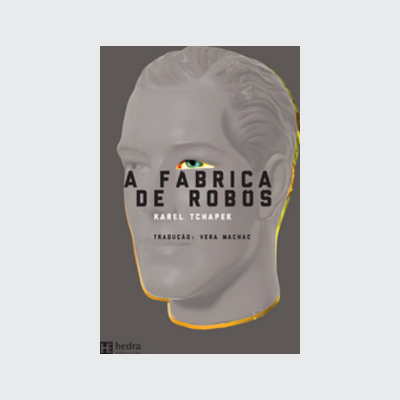 A FÁBRICA
DE ROBÔS
KAREL TCHAPEK
TRADUÇÃO: VERA MACHAC
hedra